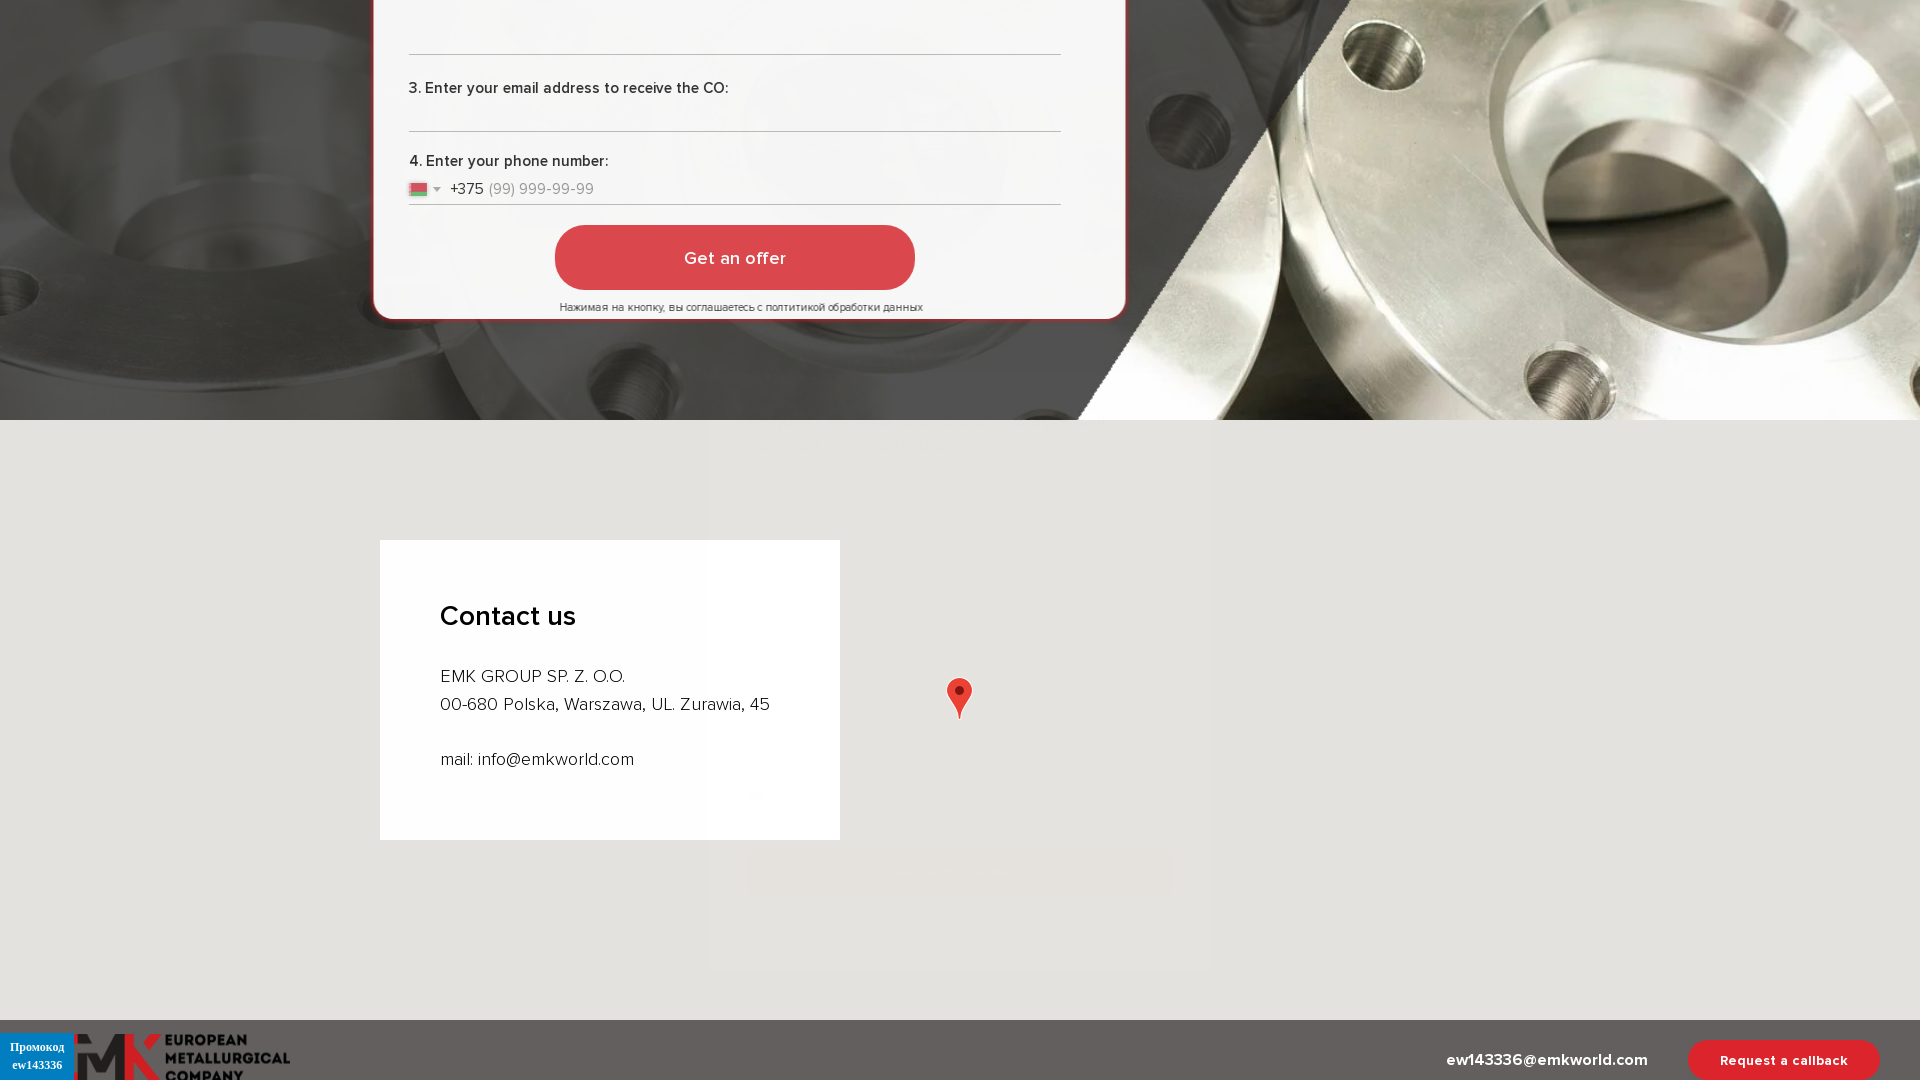 3. Enter your email address to receive the CO:
4. Enter your phone number:
+375 (99) 999-99-99
Get an offer
Нажимая на кнопку, вы соглашаетесь с политикой обработки данных
Contact us
EMK GROUP SP. Z. O.O.
00-680 Polska, Warszawa, UL. Zurawia, 45
mail: info@emkworld.com
Промокод
ew143336
MK
EUROPEAN
METALLURGICAL
COMPANY
ew143336@emkworld.com
Request a callback